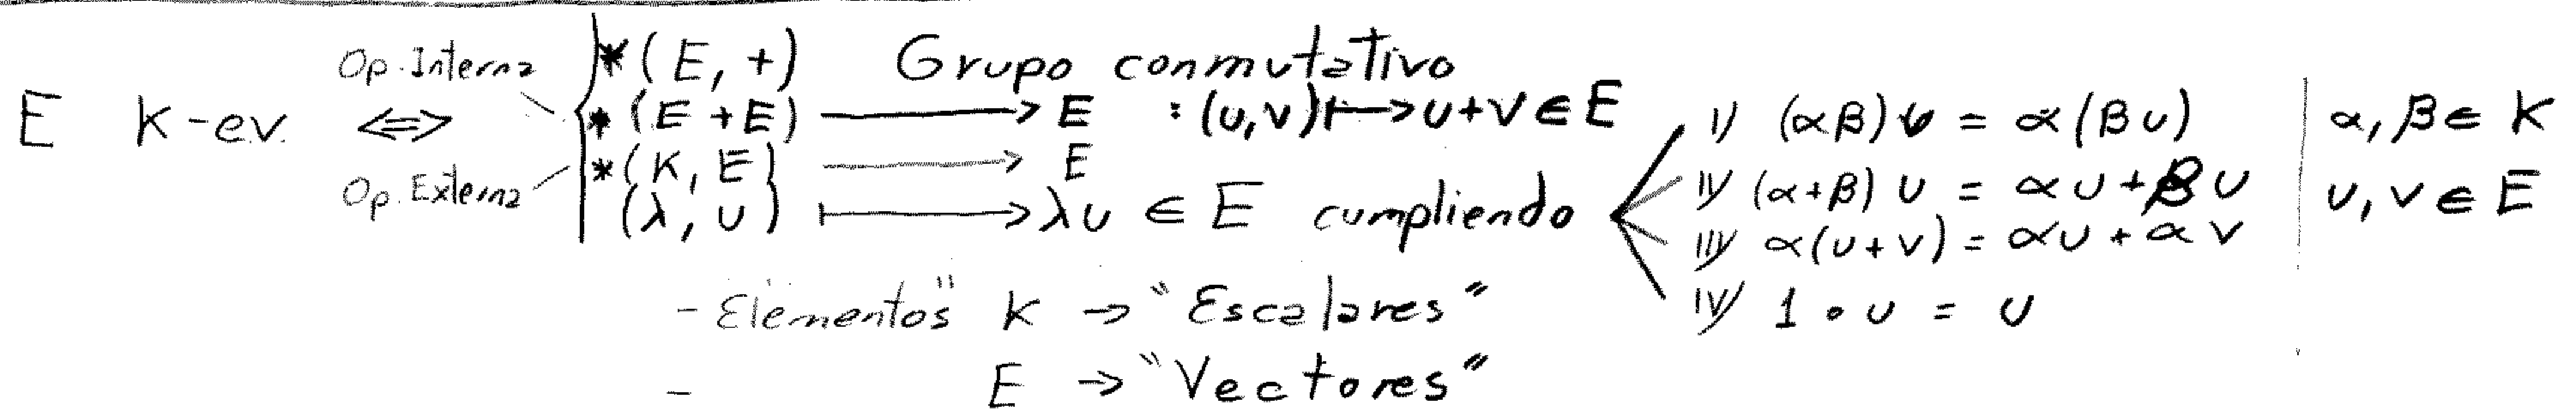 Op. Interna * (E, +) Grupo conmutativo
E K-e.v. ⟺ * (E + E) ⟶ E : (u,v) ⟼ u+v ∈ E
Op. Externa * (K, E) ⟶ E
(λ, u) ⟼ λu ∈ E cumpliendo
i) (αβ)u = α(βu)
ii) (α+β) u = αu + βu
iii) α(u+v) = αu + αv
iv) 1 ∘ u = u
α, β ∈ K
u, v ∈ E
- Elementos" K → "Escalares"
- E → "Vectores"